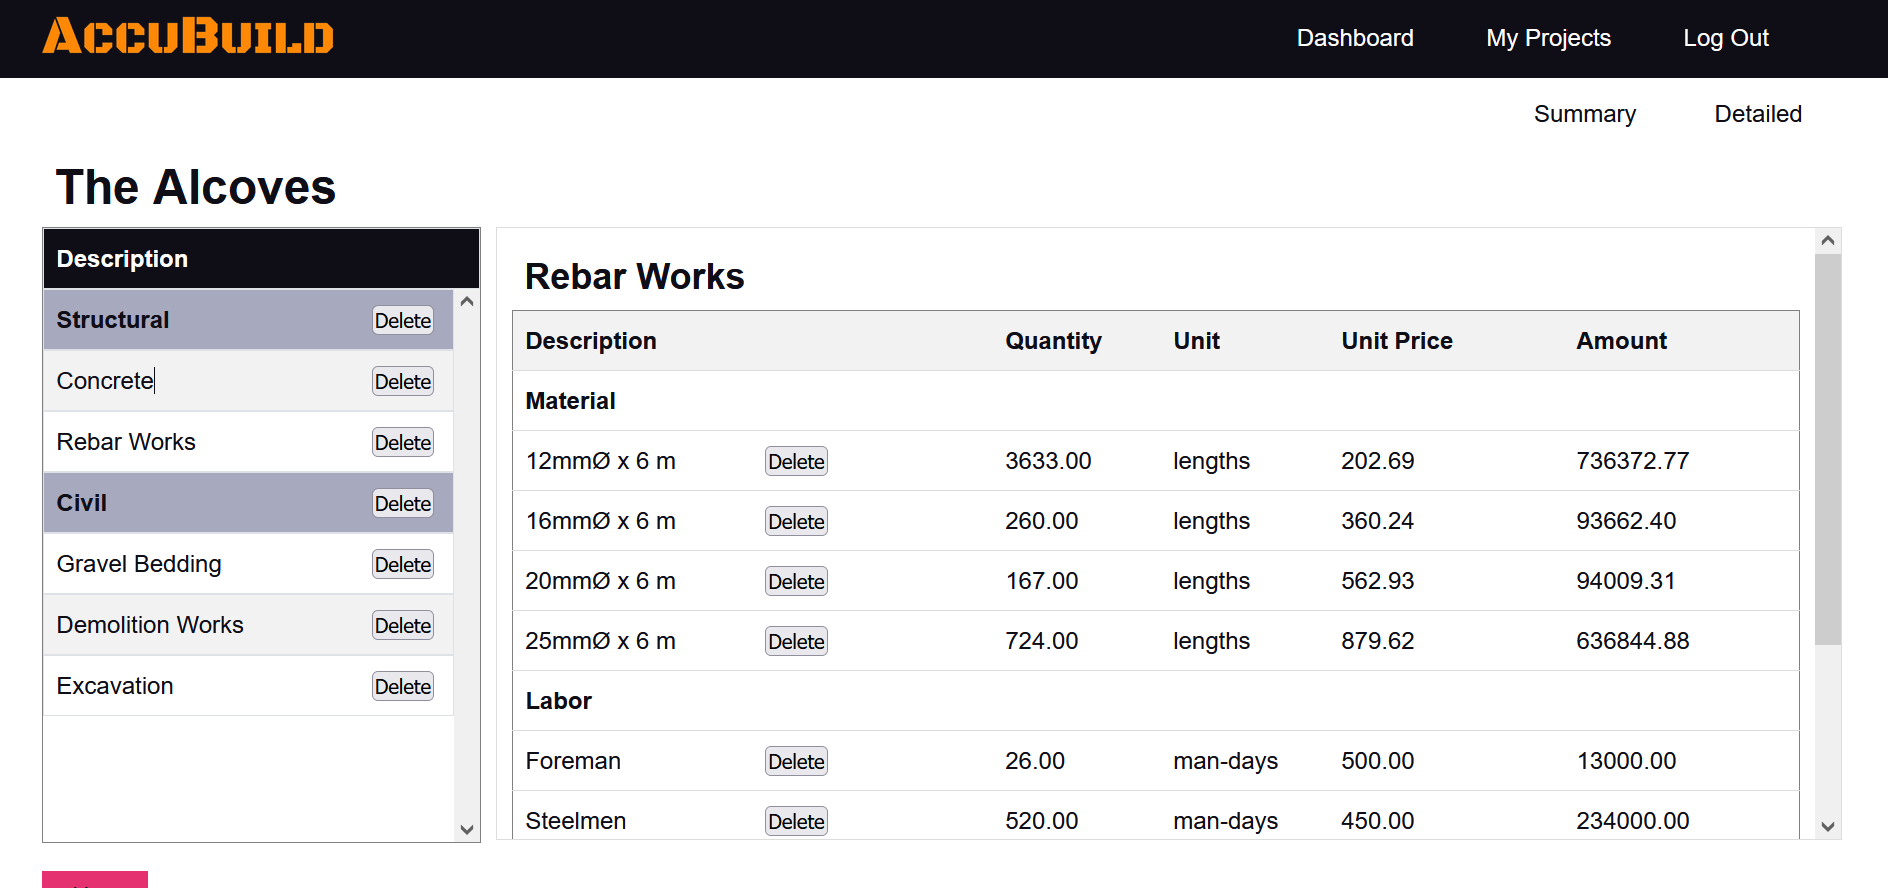 ACCUBUILD
Dashboard My Projects Log Out
Summary Detailed
The Alcoves
Description
Structural Delete
Concrete Delete
Rebar Works Delete
Civil Delete
Gravel Bedding Delete
Demolition Works Delete
Excavation Delete
Rebar Works
Description Quantity Unit Unit Price Amount
Material
12mmØ x 6 m Delete 3633.00 lengths 202.69 736372.77
16mmØ x 6 m Delete 260.00 lengths 360.24 93662.40
20mmØ x 6 m Delete 167.00 lengths 562.93 94009.31
25mmØ x 6 m Delete 724.00 lengths 879.62 636844.88
Labor
Foreman Delete 26.00 man-days 500.00 13000.00
Steelmen Delete 520.00 man-days 450.00 234000.00